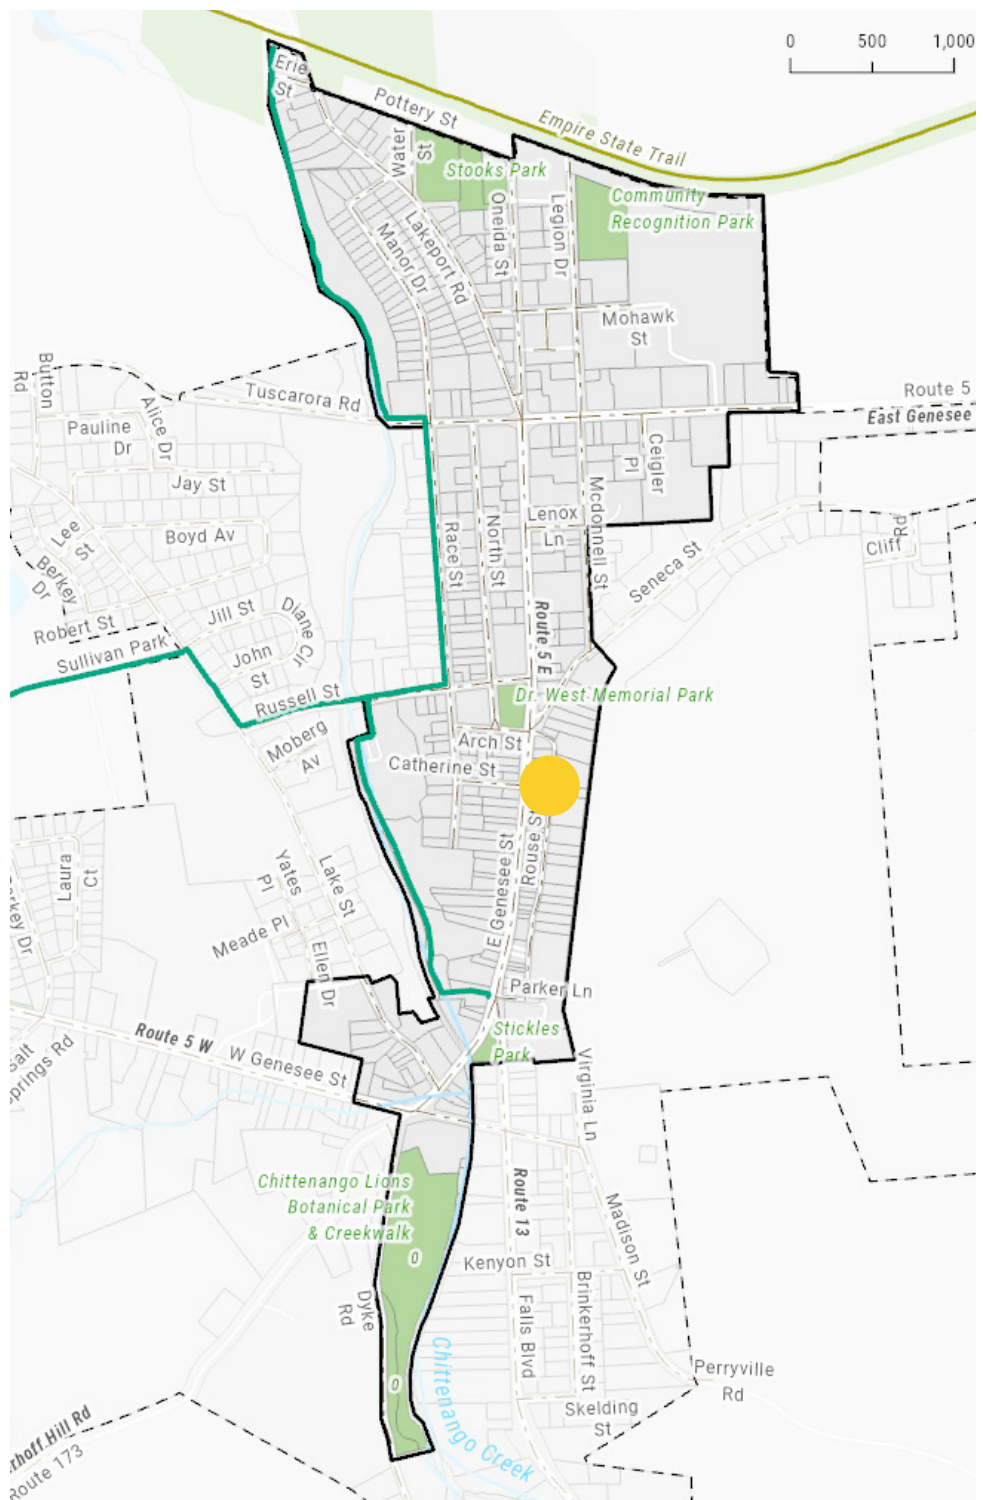 0 500 1,000
Erie
St
Pottery St
Empire State Trail
Water
St
Stooks Park
Community
Recognition Park
Oneida St
Legion Dr
Lakeport Rd
Manor Dr
Mohawk
St
Button
Rd
Tuscarora Rd
Route 5
East Genesee
Alice Dr
Pauline
Dr
Ceigler
Pl
Jay St
Mcdonnell St
Lenox
Ln
Race St
North St
Boyd Av
Lee
St
Cliff
Rd
Seneca St
Berkey
Dr
Route 5 E
Jill St
Diane Cir
Robert St
John
St
Sullivan Park
Russell St
Dr. West Memorial Park
Moberg
Av
Arch St
Catherine St
Laura
Ct
Yates
Pl
Lake St
E Genesee St
Rouse St
rkey Dr
Meade Pl
Ellen Dr
Parker Ln
Stickles
Park
Route 5 W
W Genesee St
Salt
prings Rd
Virginia Ln
Chittenango Lions
Botanical Park
& Creekwalk
0
Route 13
Madison St
Kenyon St
Dyke
Rd
Falls Blvd
Brinkerhoff St
Chittenango Creek
0
Perryville
Rd
Skelding
St
rhoff Hill Rd
Route 173